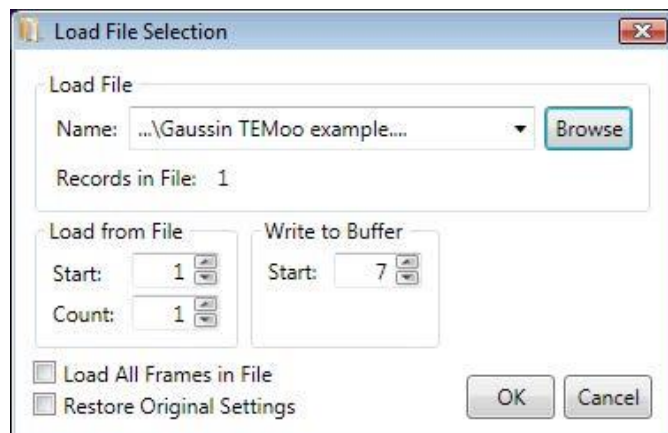 Load File Selection
Load File
Name: ...\Gaussin TEMoo example.... Browse
Records in File: 1
Load from File Write to Buffer
Start: 1 Start: 7
Count: 1
Load All Frames in File
Restore Original Settings
OK Cancel